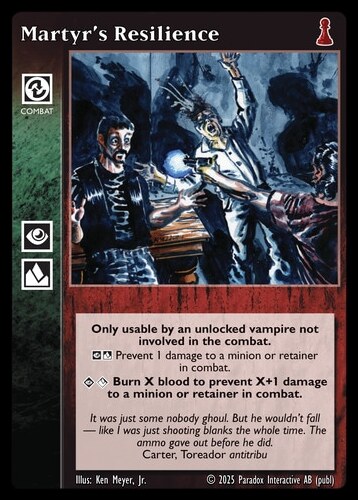 Martyr's Resilience
COMBAT
Only usable by an unlocked vampire not
involved in the combat.
Prevent 1 damage to a minion or retainer
in combat.
Burn X blood to prevent X+1 damage
to a minion or retainer in combat.
It was just some nobody ghoul. But he wouldn't fall
— like I was just shooting blanks the whole time. The
ammo gave out before he did.
Carter, Toreador antitribu
Illus: Ken Meyer, Jr.
© 2025 Paradox Interactive AB (publ)